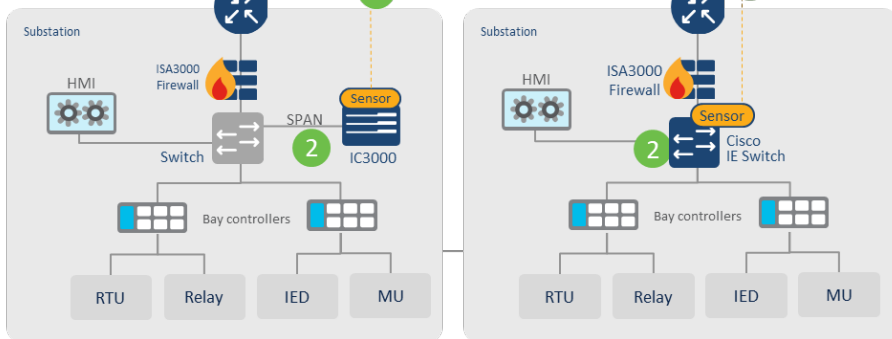 Substation
ISA3000
Firewall
HMI
Sensor
SPAN
2
Switch
IC3000
Bay controllers
RTU
Relay
IED
MU
Substation
ISA3000
Firewall
HMI
Sensor
2
Cisco
IE Switch
Bay controllers
RTU
Relay
IED
MU